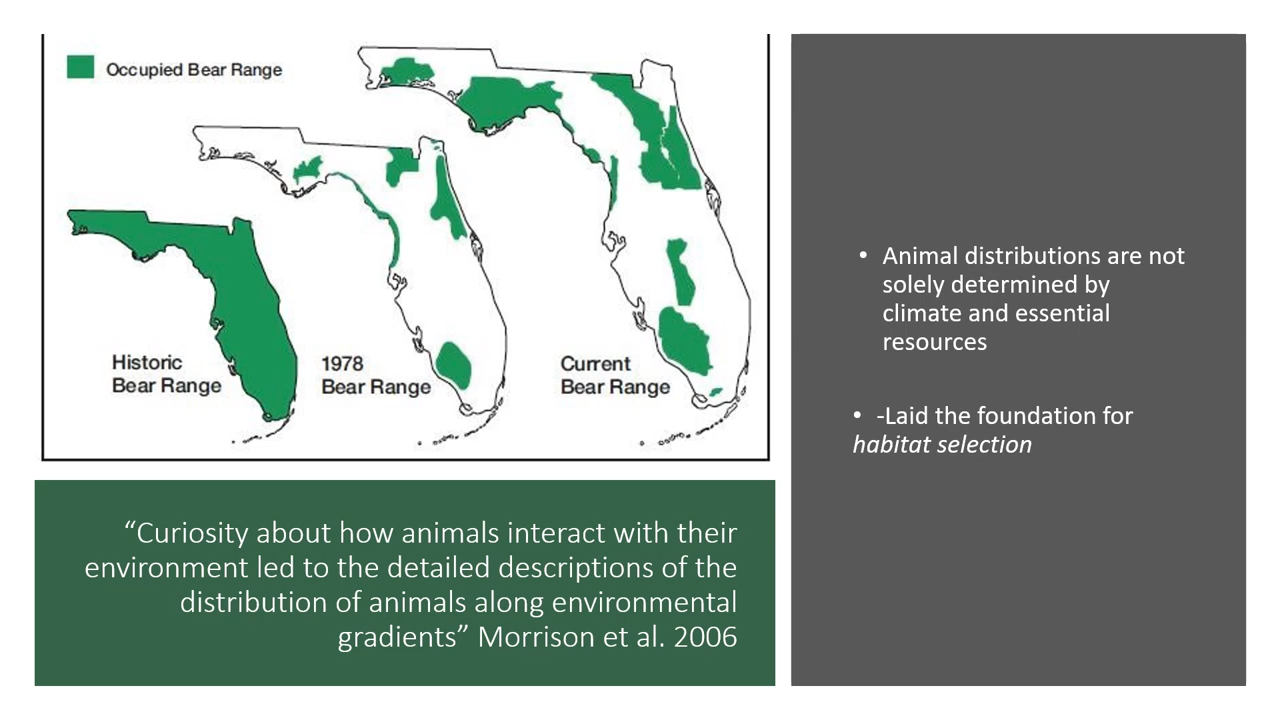 Occupied Bear Range
Historic
Bear Range
1978
Bear Range
Current
Bear Range
“Curiosity about how animals interact with their
environment led to the detailed descriptions of the
distribution of animals along environmental
gradients” Morrison et al. 2006
• Animal distributions are not
solely determined by
climate and essential
resources
• -Laid the foundation for
habitat selection